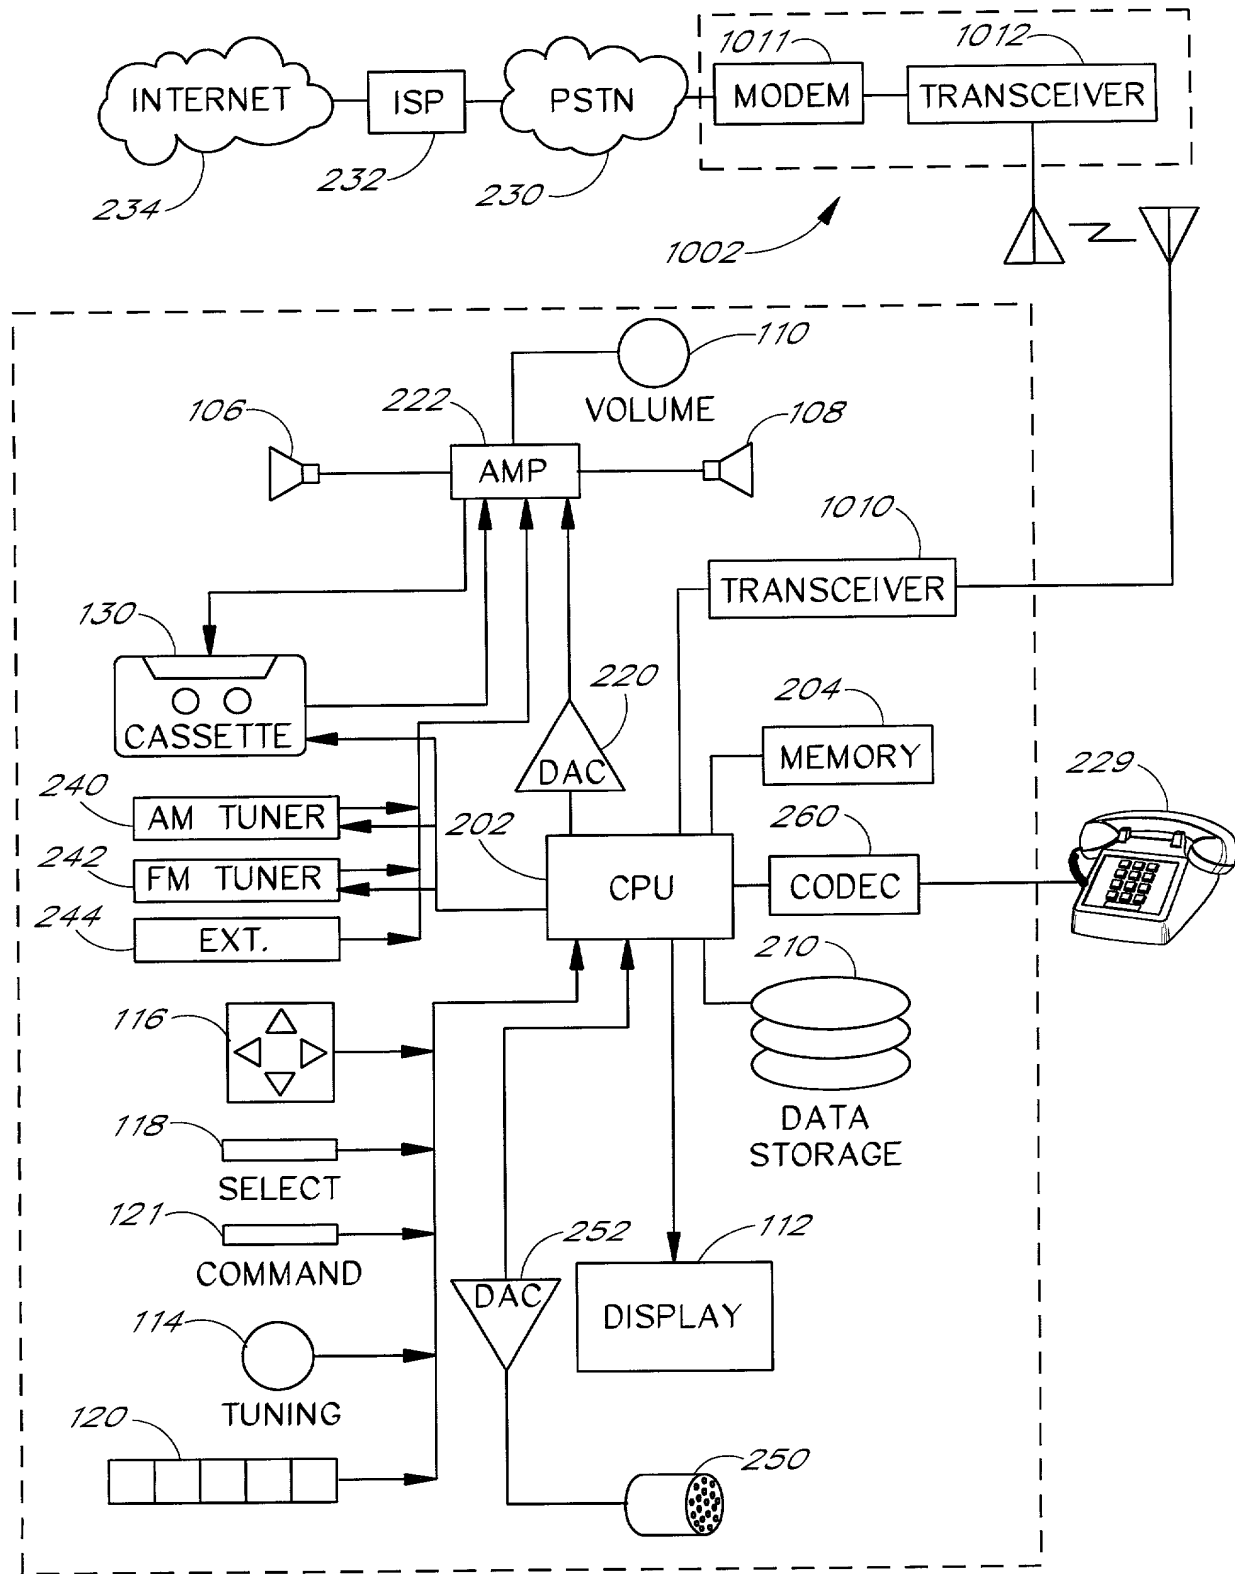 1011
1012
INTERNET
ISP
PSTN
MODEM
TRANSCEIVER
234
232
230
1002
110
VOLUME
106
222
108
AMP
1010
TRANSCEIVER
130
CASSETTE
220
DAC
204
MEMORY
229
240
AM TUNER
202
260
242
FM TUNER
CPU
CODEC
244
EXT.
210
DATA
STORAGE
116
118
SELECT
121
COMMAND
252
DAC
112
DISPLAY
114
TUNING
120
250